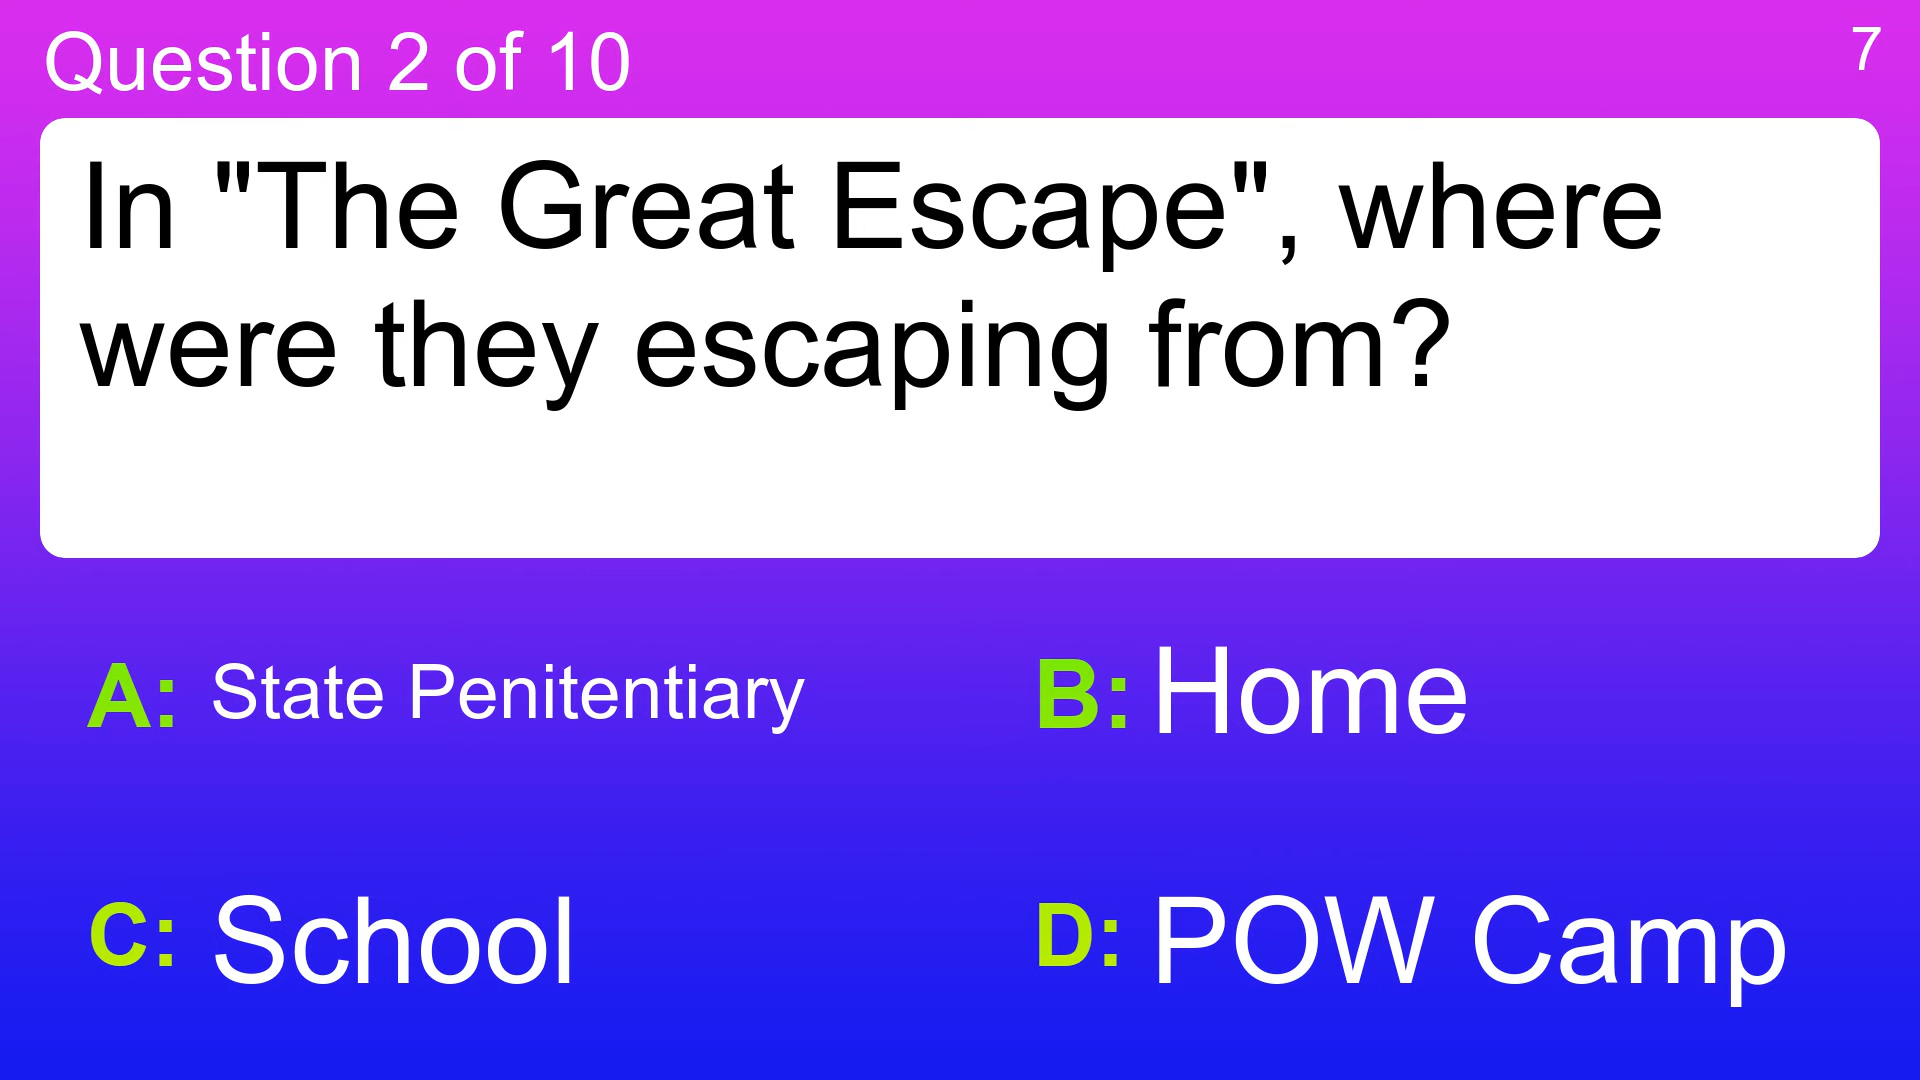 Question 2 of 10
7
In "The Great Escape", where
were they escaping from?
A: State Penitentiary
B: Home
C: School
D: POW Camp